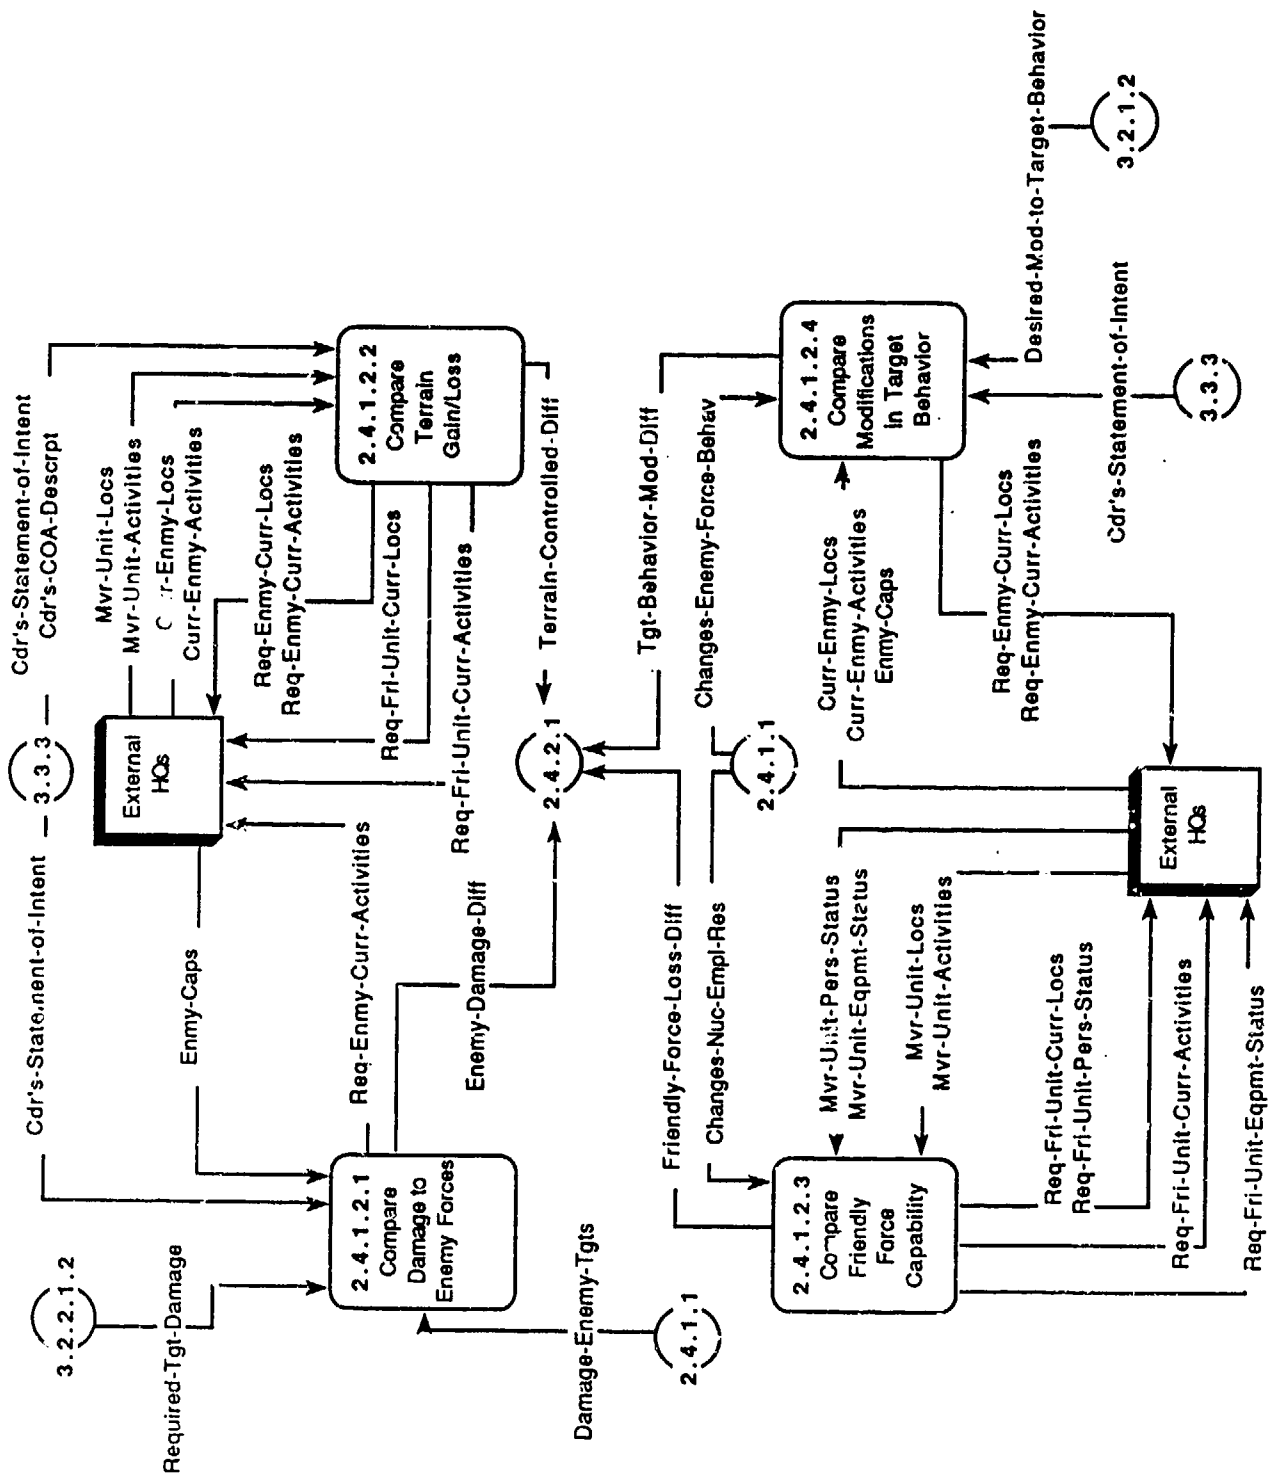 3.2.2.1.2
Required-Tgt-Damage
Cdr's-Statement-of-Intent
3.3.3
Cdr's-Statement-of-Intent
Cdr's-COA-Descrpt
Enmy-Caps
External
HQs
Mvr-Unit-Locs
Mvr-Unit-Activities
Curr-Enmy-Activities
2.4.1.2.1
Compare
Damage to
Enemy Forces
Req-Enmy-Curr-Activities
Req-Enmy-Curr-Locs
Req-Enmy-Curr-Activities
Req-Fri-Unit-Curr-Locs
Req-Fri-Unit-Curr-Activities
2.4.1.2.2
Compare
Terrain
Gain/Loss
Enemy-Damage-Diff
2.4.2.1
Terrain-Controlled-Diff
Damage-Enemy-Tgts
2.4.1.1
Friendly-Force-Loss-Diff
Tgt-Behavior-Mod-Diff
Changes-Nuc-Empl-Res
2.4.1.1
Changes-Enemy-Force-Behav
2.4.1.2.3
Compare
Friendly
Force
Capability
Mvr-Unit-Pers-Status
Mvr-Unit-Eqpmt-Status
Mvr-Unit-Locs
Mvr-Unit-Activities
Curr-Enmy-Locs
Curr-Enmy-Activities
Enmy-Caps
2.4.1.2.4
Compare
Modifications
in Target
Behavior
Req-Fri-Unit-Curr-Locs
Req-Fri-Unit-Pers-Status
Req-Fri-Unit-Curr-Activities
Req-Fri-Unit-Eqpmt-Status
External
HQs
Req-Enmy-Curr-Locs
Req-Enmy-Curr-Activities
Desired-Mod-to-Target-Behavior
3.2.1.2
Cdr's-Statement-of-Intent
3.3.3